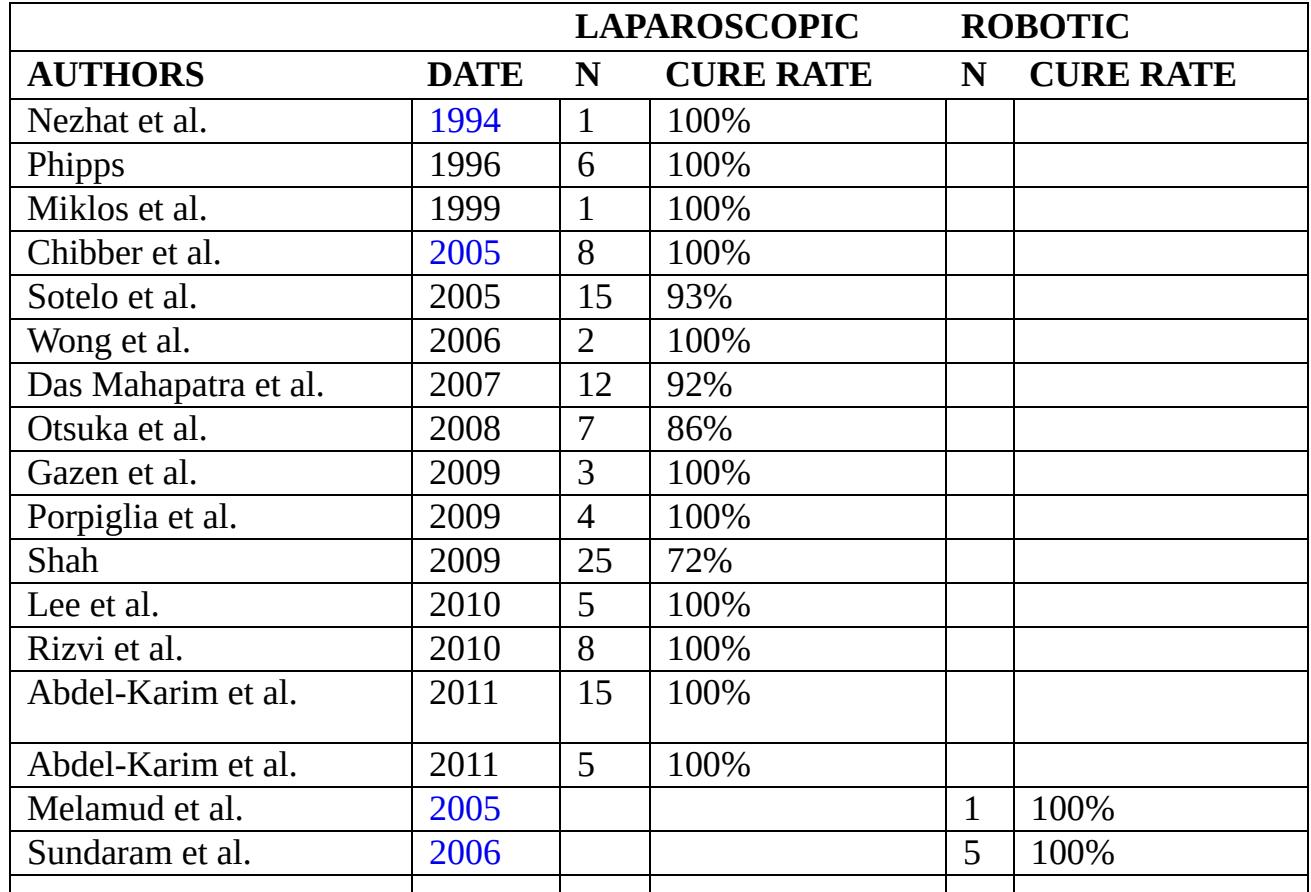 LAPAROSCOPIC ROBOTIC
AUTHORS DATE N CURE RATE N CURE RATE
Nezhat et al. 1994 1 100%
Phipps 1996 6 100%
Miklos et al. 1999 1 100%
Chibber et al. 2005 8 100%
Sotelo et al. 2005 15 93%
Wong et al. 2006 2 100%
Das Mahapatra et al. 2007 12 92%
Otsuka et al. 2008 7 86%
Gazen et al. 2009 3 100%
Porpiglia et al. 2009 4 100%
Shah 2009 25 72%
Lee et al. 2010 5 100%
Rizvi et al. 2010 8 100%
Abdel-Karim et al. 2011 15 100%
Abdel-Karim et al. 2011 5 100%
Melamud et al. 2005 1 100%
Sundaram et al. 2006 5 100%